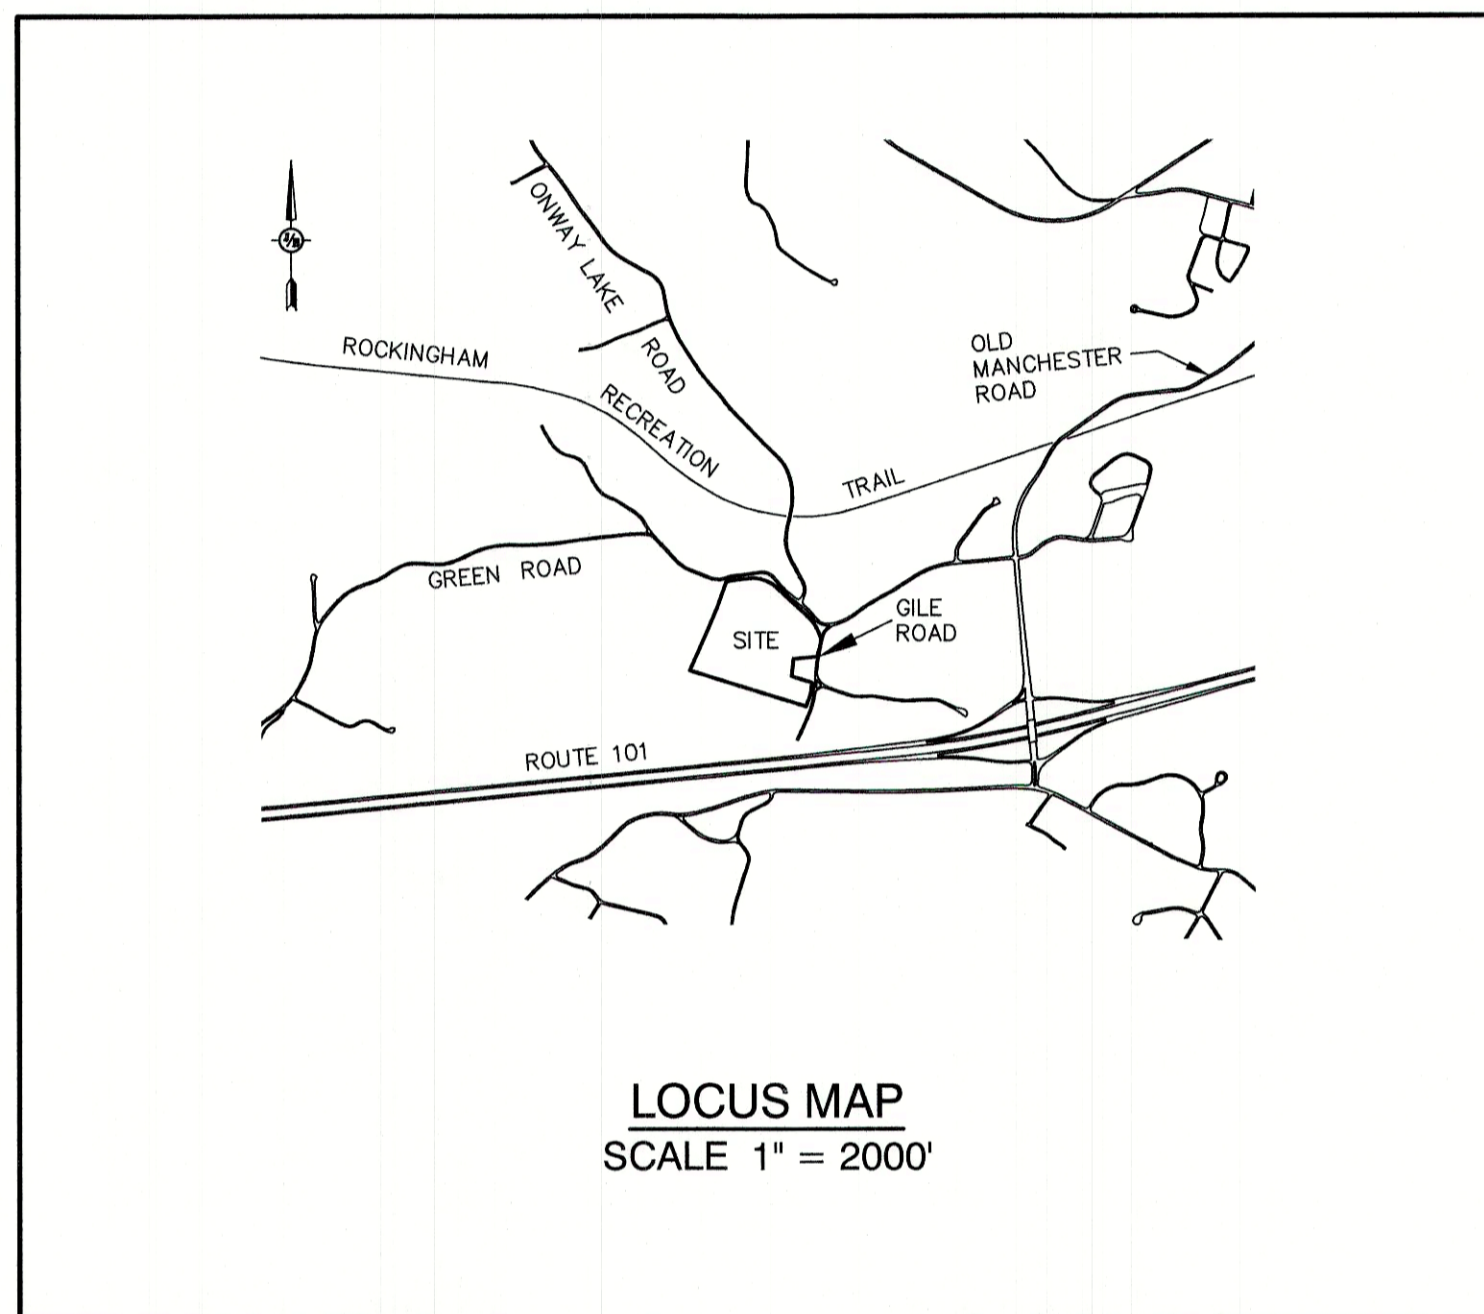 ONWAY LAKE
ROAD
ROCKINGHAM
RECREATION
TRAIL
OLD
MANCHESTER
ROAD
GREEN ROAD
GILE
ROAD
SITE
ROUTE 101
LOCUS MAP
SCALE 1" = 2000'